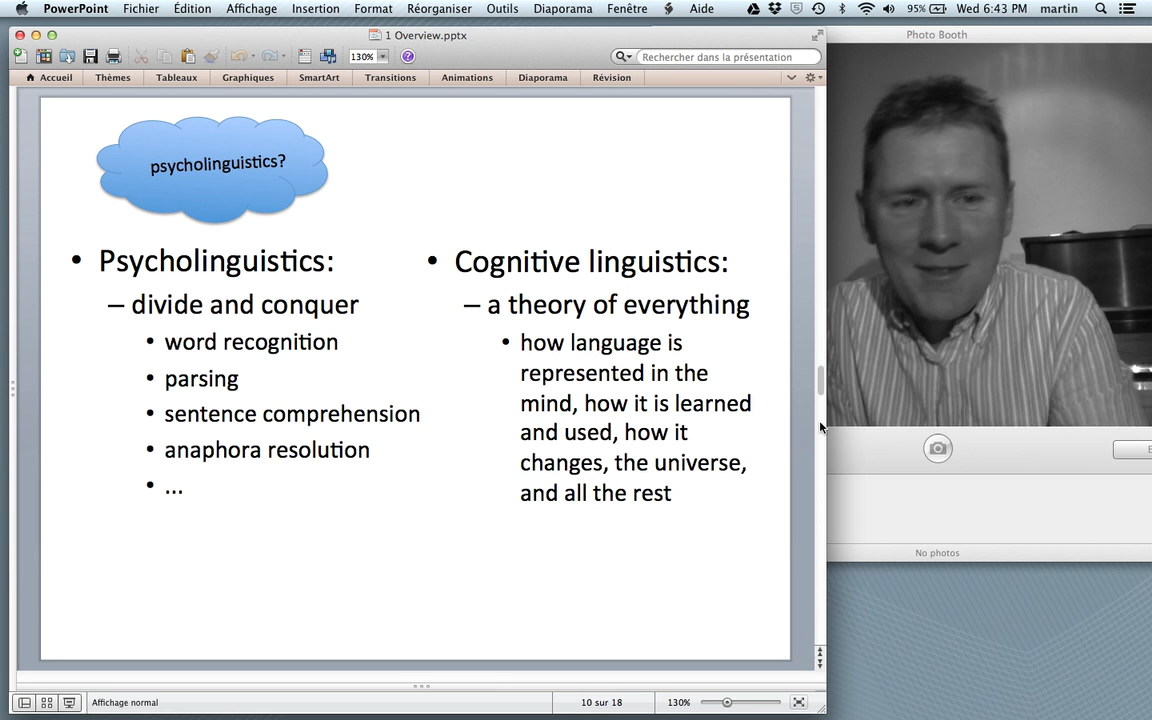 PowerPoint Fichier Édition Affichage Insertion Format Réorganiser Outils Diaporama Fenêtre Aide 95% Wed 6:43 PM martin
1 Overview.pptx
Photo Booth
130% Rechercher dans la présentation
Accueil Thèmes Tableaux Graphiques SmartArt Transitions Animations Diaporama Révision
psycholinguistics?
• Psycholinguistics:
– divide and conquer
• word recognition
• parsing
• sentence comprehension
• anaphora resolution
• ...
• Cognitive linguistics:
– a theory of everything
• how language is
represented in the
mind, how it is learned
and used, how it
changes, the universe,
and all the rest
No photos
Affichage normal 10 sur 18 130%